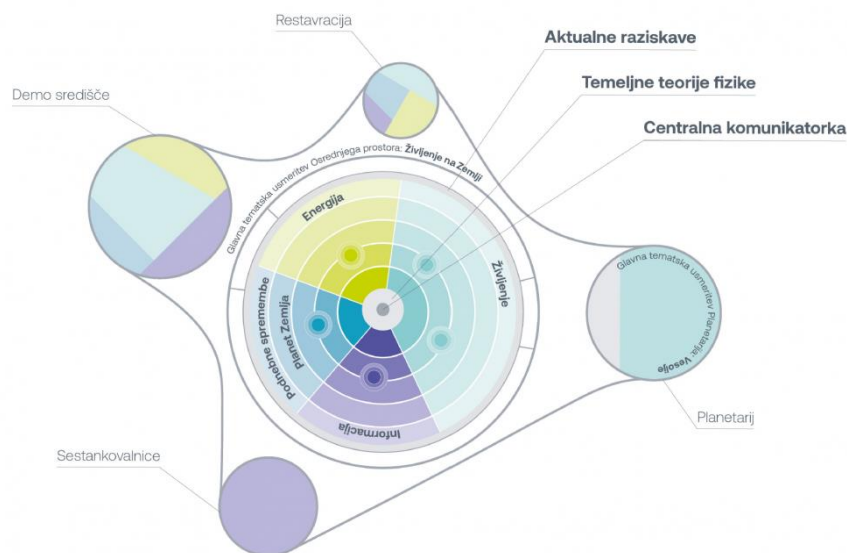 Restavracija
Aktualne raziskave
Temeljne teorije fizike
Demo središče
Centralna komunikatorka
Glavna tematska usmeritev Osrednjega prostora: Življenje na Zemlji
Energija
Življenje
Glavna tematska usmeritev Planetarija: Vesolje
Podnebne spremembe
Planet Zemlja
Informacija
Planetarij
Sestankovalnice